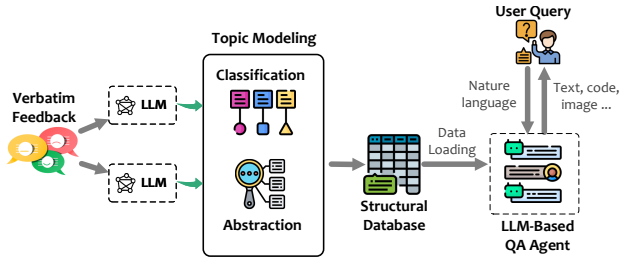 Verbatim
Feedback
LLM
LLM
Topic Modeling
Classification
Abstraction
Structural
Database
Data
Loading
User Query
?
Nature
language
Text, code,
image ...
LLM-Based
QA Agent